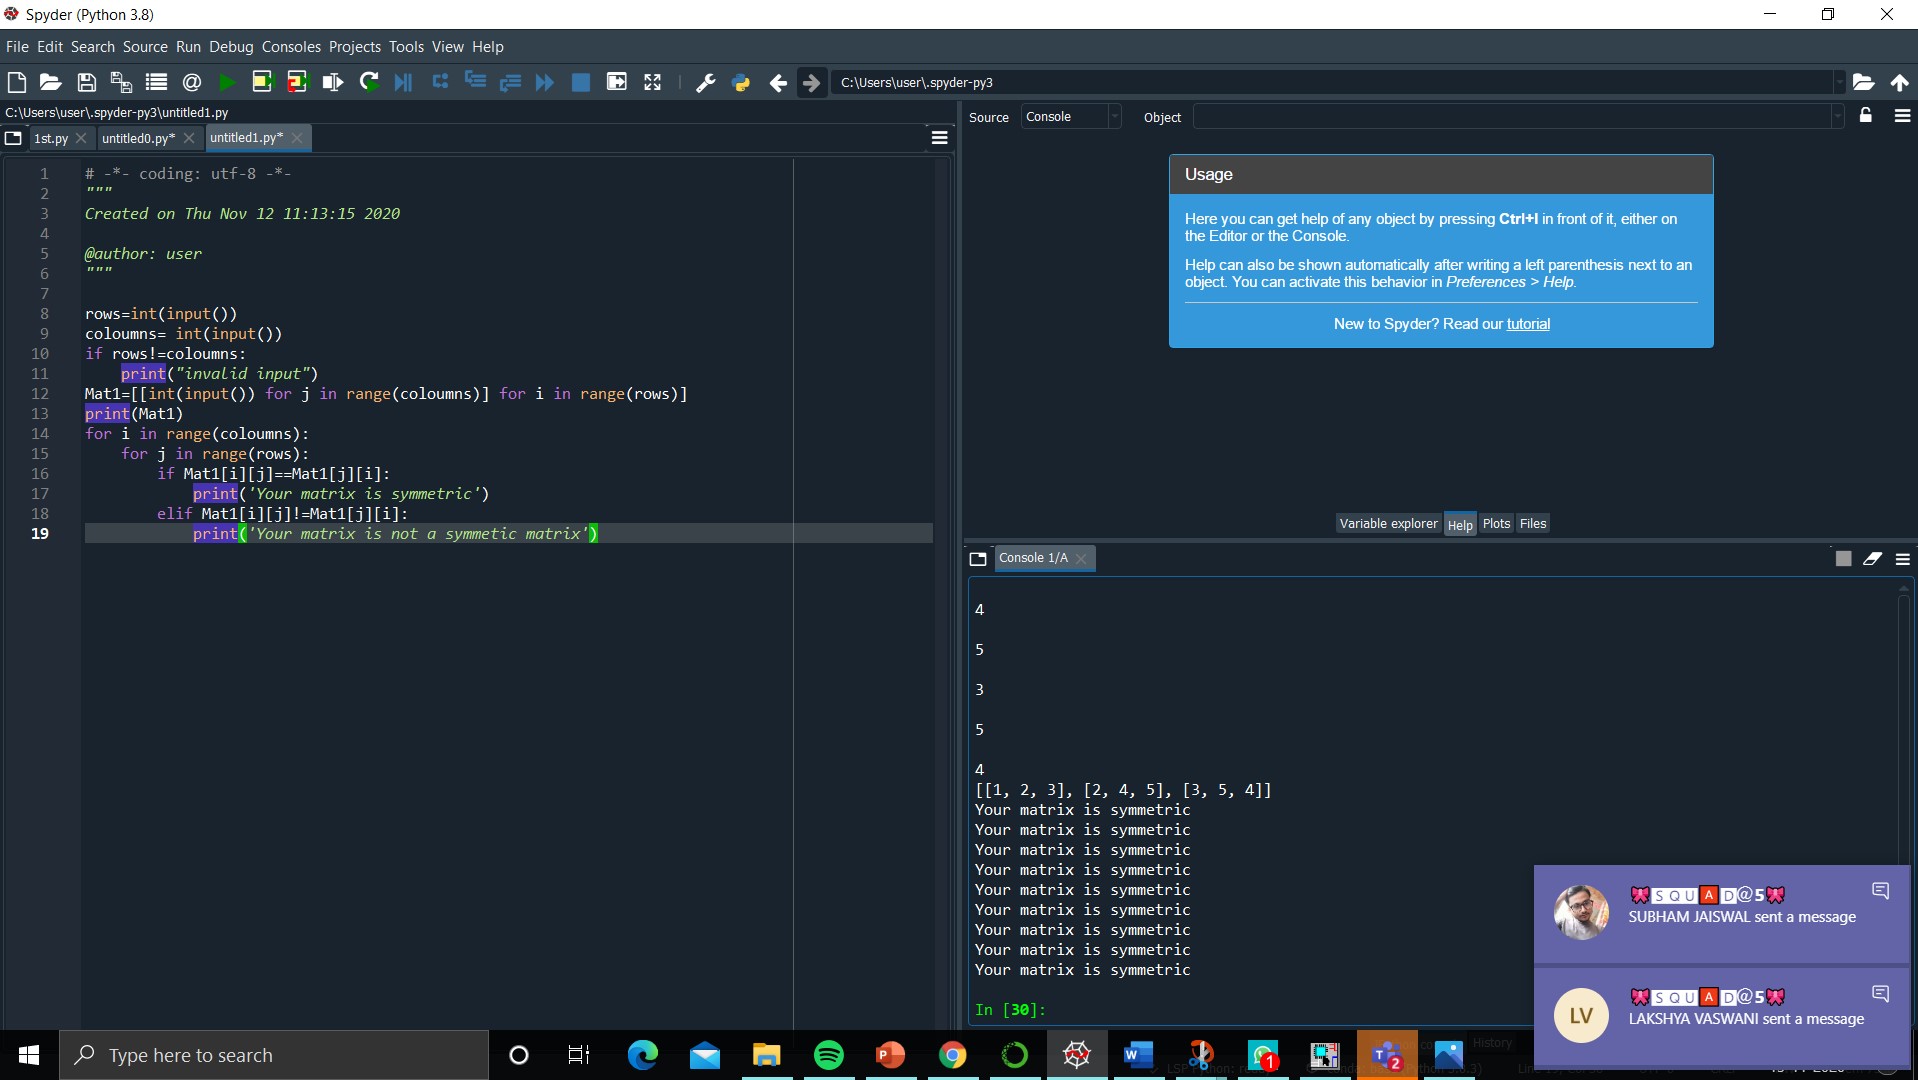 Spyder (Python 3.8)
File Edit Search Source Run Debug Consoles Projects Tools View Help
C:\Users\user\.spyder-py3
C:\Users\user\.spyder-py3\untitled1.py
1st.py untitled0.py* untitled1.py*
1 # -*- coding: utf-8 -*-
2 """
3 Created on Thu Nov 12 11:13:15 2020
4
5 @author: user
6 """
7
8 rows=int(input())
9 coloumns= int(input())
10 if rows!=coloumns:
11     print("invalid input")
12 Mat1=[[int(input()) for j in range(coloumns)] for i in range(rows)]
13 print(Mat1)
14 for i in range(coloumns):
15     for j in range(rows):
16         if Mat1[i][j]==Mat1[j][i]:
17             print('Your matrix is symmetric')
18         elif Mat1[i][j]!=Mat1[j][i]:
19             print('Your matrix is not a symmetic matrix')
Source Console Object
Usage
Here you can get help of any object by pressing Ctrl+I in front of it, either on
the Editor or the Console.
Help can also be shown automatically after writing a left parenthesis next to an
object. You can activate this behavior in Preferences > Help.
New to Spyder? Read our tutorial
Variable explorer Help Plots Files
Console 1/A
4
5
3
5
4
[[1, 2, 3], [2, 4, 5], [3, 5, 4]]
Your matrix is symmetric
Your matrix is symmetric
Your matrix is symmetric
Your matrix is symmetric
Your matrix is symmetric
Your matrix is symmetric
Your matrix is symmetric
Your matrix is symmetric
Your matrix is symmetric
In [30]:
🎀🅂🅀🅄🅰🄳@5🎀
SUBHAM JAISWAL sent a message
LV
🎀🅂🅀🅄🅰🄳@5🎀
LAKSHYA VASWANI sent a message
History
Type here to search
1
2